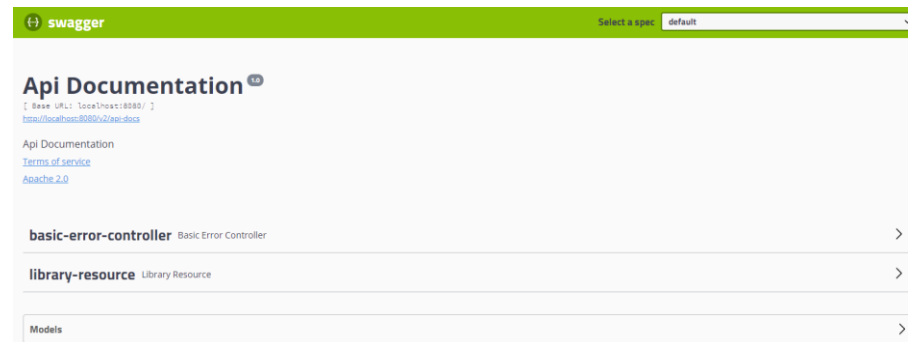 swagger
Select a spec default
Api Documentation 1.0
[ Base URL: localhost:8080/ ]
http://localhost:8080/v2/api-docs
Api Documentation
Terms of service
Apache 2.0
basic-error-controller Basic Error Controller
library-resource Library Resource
Models